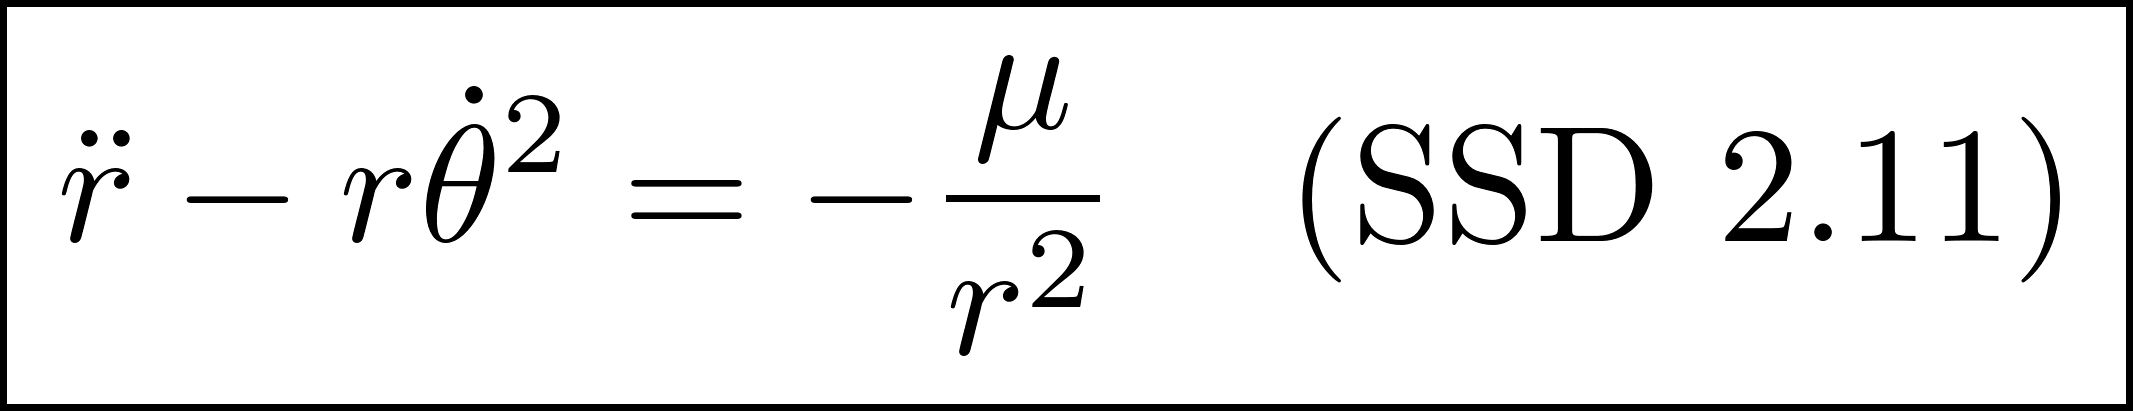 r̈ − rθ̇² = −μ/r² (SSD 2.11)